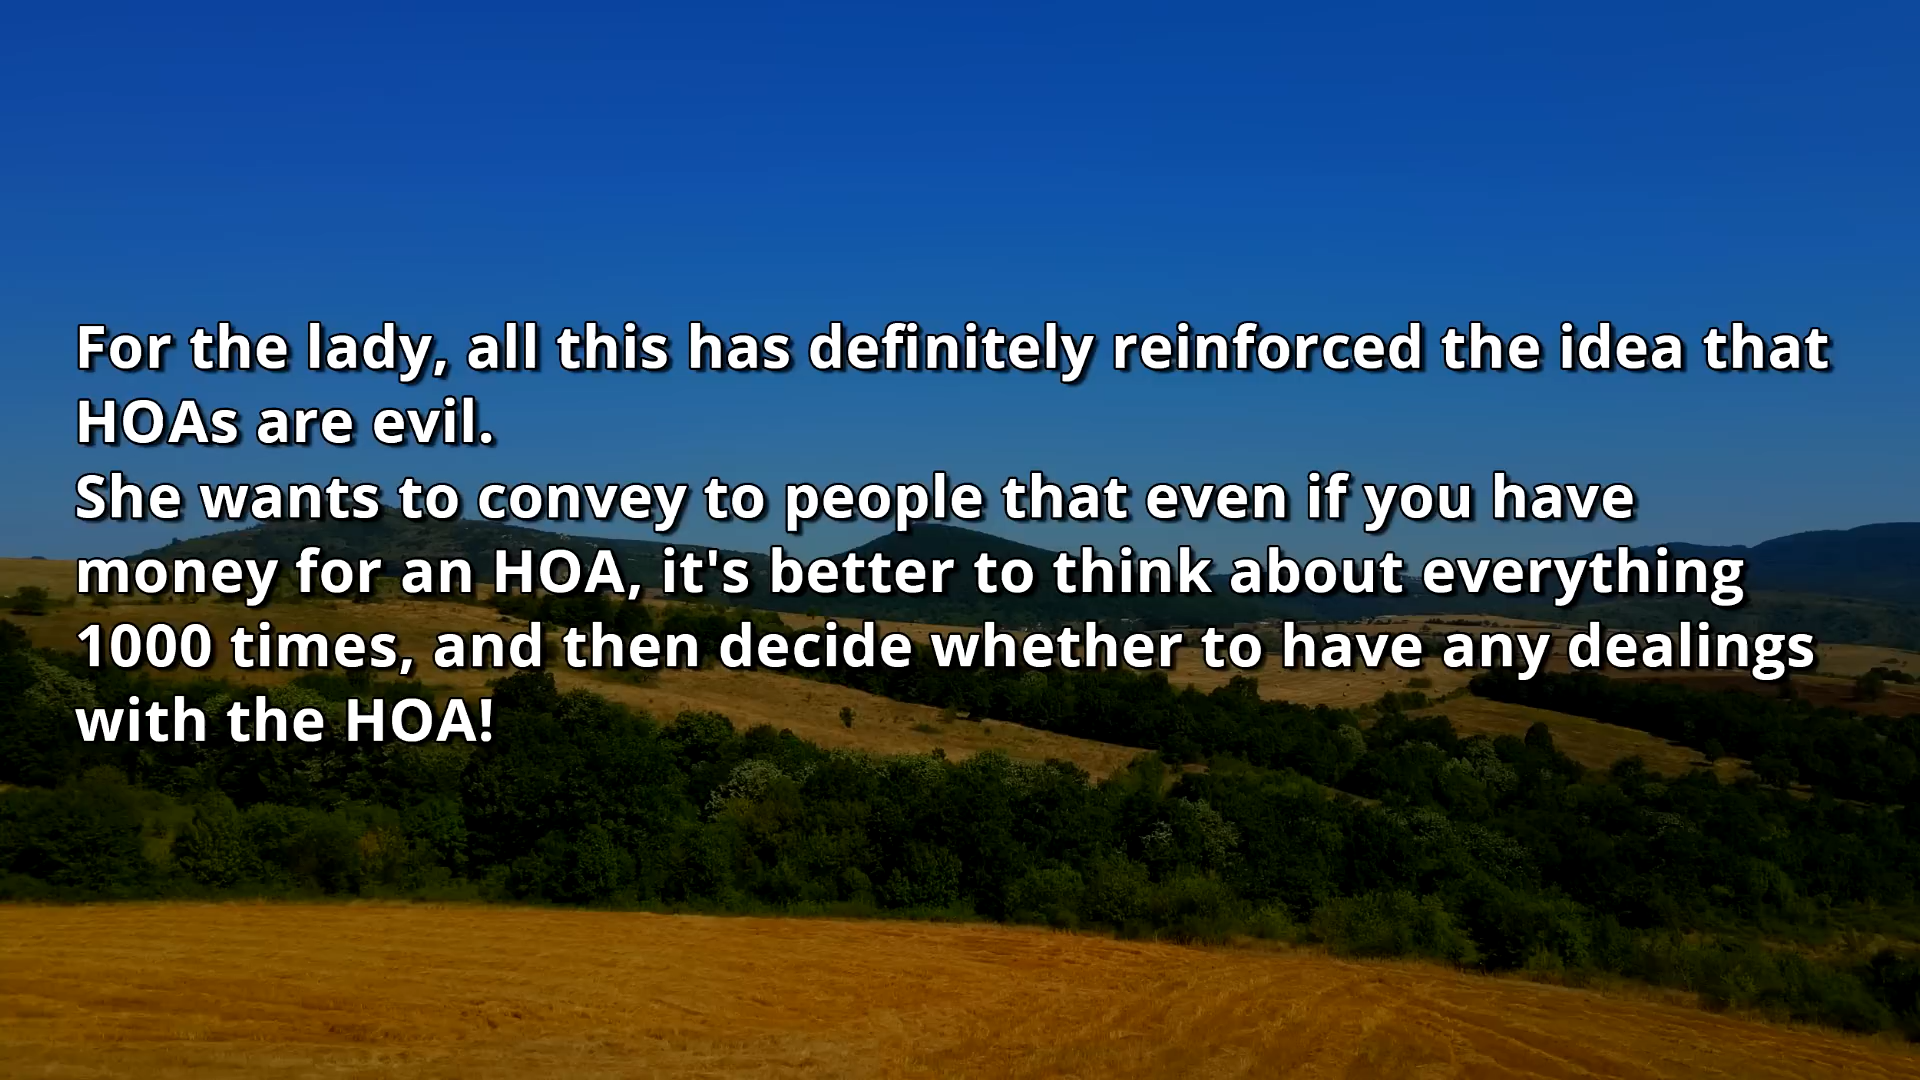 For the lady, all this has definitely reinforced the idea that
HOAs are evil.
She wants to convey to people that even if you have
money for an HOA, it's better to think about everything
1000 times, and then decide whether to have any dealings
with the HOA!